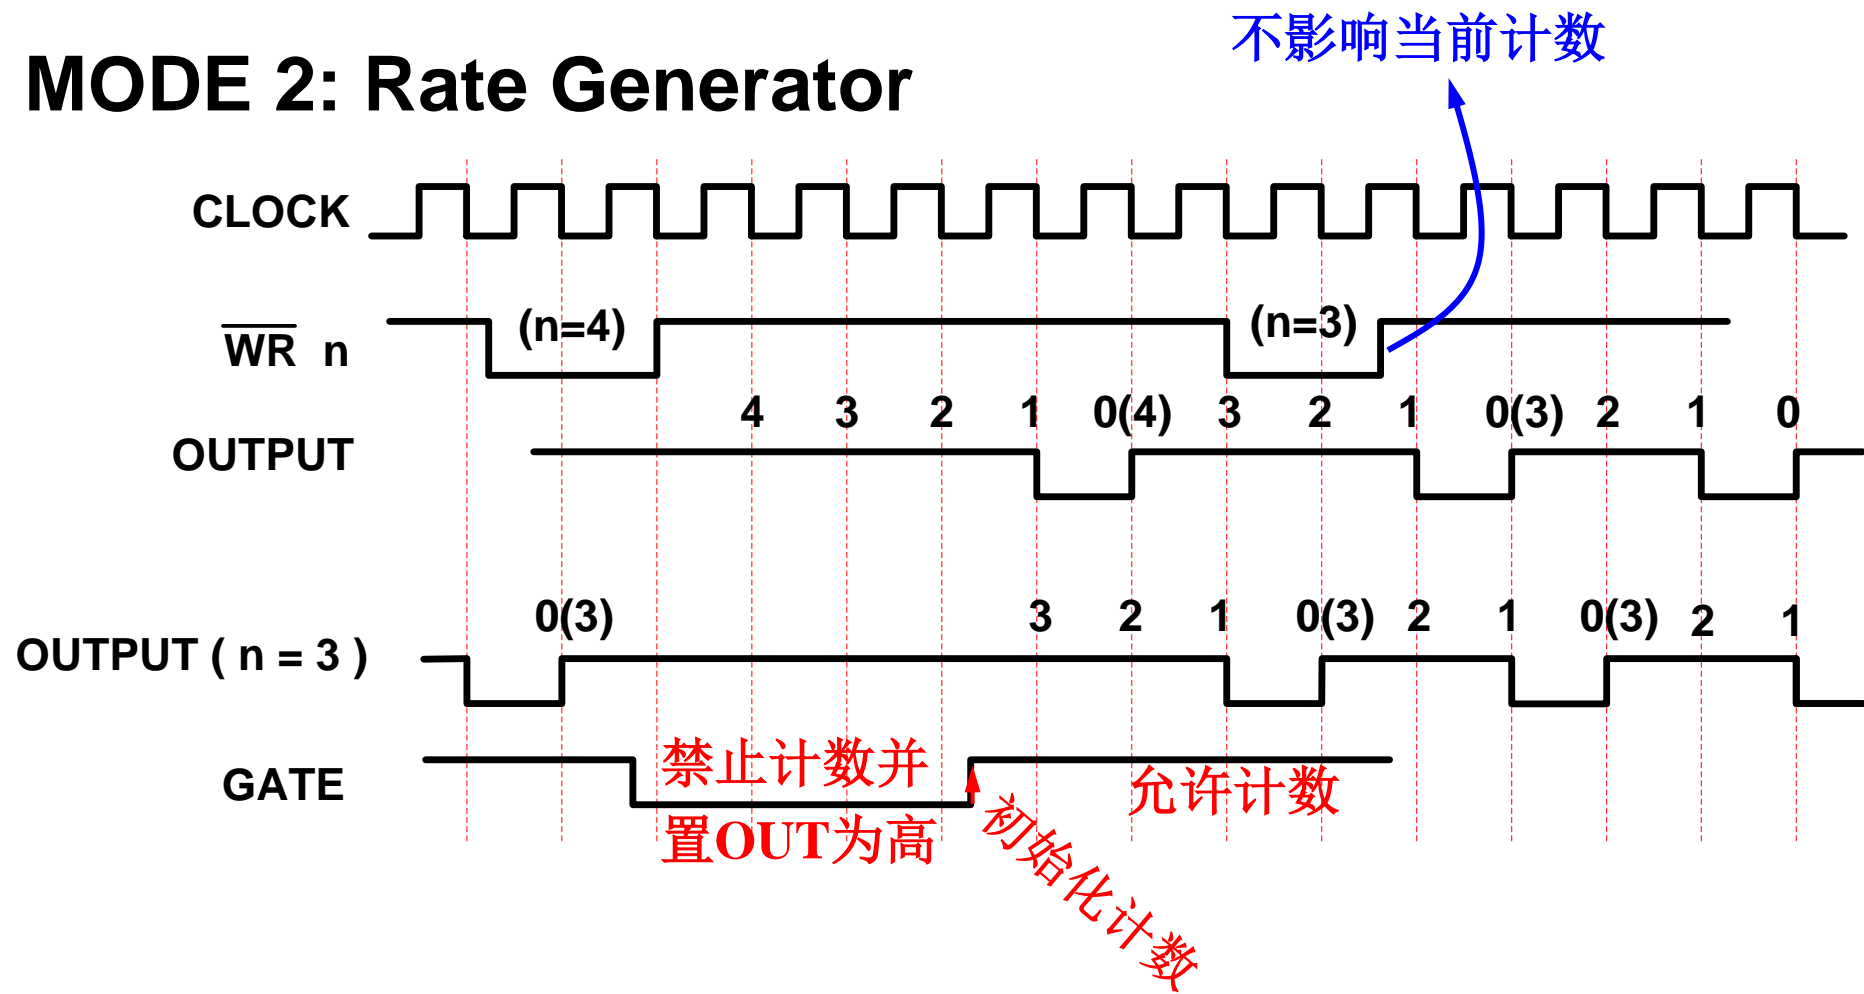 不影响当前计数
MODE 2: Rate Generator
CLOCK
WR n (n=4) (n=3)
4 3 2 1 0(4) 3 2 1 0(3) 2 1 0
OUTPUT
0(3) 3 2 1 0(3) 2 1 0(3) 2 1
OUTPUT ( n = 3 )
禁止计数并
GATE
允许计数
置OUT为高
初始化计数